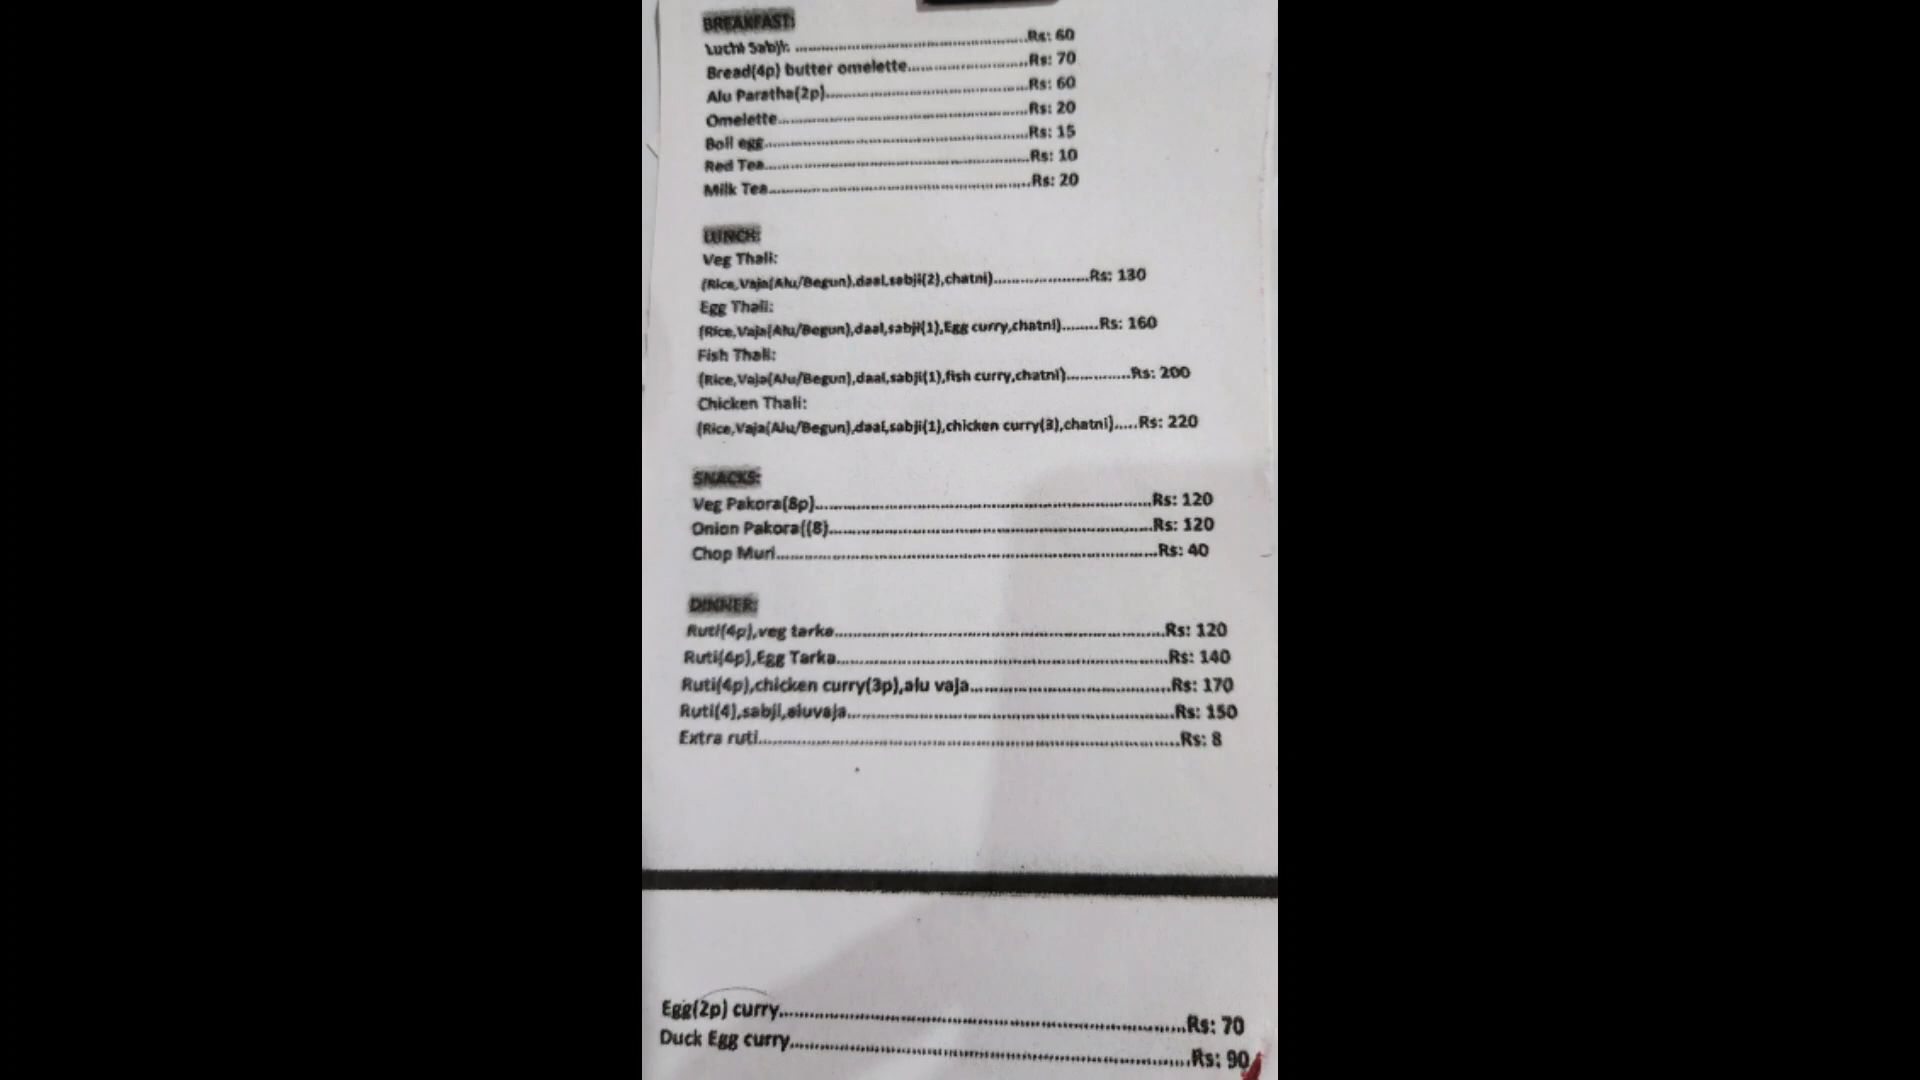 BREAKFAST:
Luchi Sabji: ........................................Rs: 60
Bread(4p) butter omelette........................Rs: 70
Alu Paratha(2p)........................................Rs: 60
Omelette..................................................Rs: 20
Boil egg....................................................Rs: 15
Red Tea....................................................Rs: 10
Milk Tea...................................................Rs: 20
LUNCH:
Veg Thali:
(Rice,Vaja(Alu/Begun),daal,sabji(2),chatni).....................Rs: 130
Egg Thali:
(Rice,Vaja(Alu/Begun),daal,sabji(1),Egg curry,chatni)........Rs: 160
Fish Thali:
(Rice,Vaja(Alu/Begun),daal,sabji(1),fish curry,chatni)..............Rs: 200
Chicken Thali:
(Rice,Vaja(Alu/Begun),daal,sabji(1),chicken curry(3),chatni).....Rs: 220
SNACKS:
Veg Pakora(8p)................................................................Rs: 120
Onion Pakora((8)..............................................................Rs: 120
Chop Muri........................................................................Rs: 40
DINNER:
Ruti(4p),veg tarka..............................................................Rs: 120
Ruti(4p),Egg Tarka..............................................................Rs: 140
Ruti(4p),chicken curry(3p),alu vaja......................................Rs: 170
Ruti(4),sabji,aluvaja............................................................Rs: 150
Extra ruti............................................................................Rs: 8
Egg(2p) curry......................................................................Rs: 70
Duck Egg curry....................................................................Rs: 90